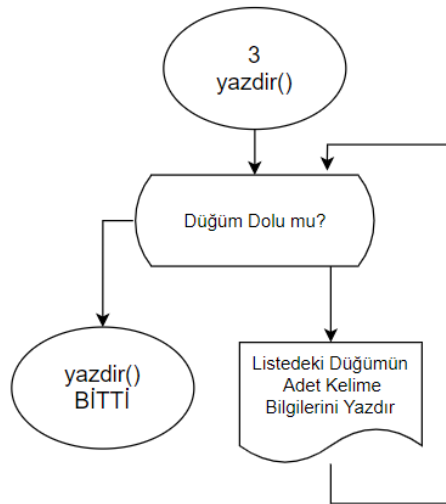 3
yazdir()
Düğüm Dolu mu?
yazdir()
BİTTİ
Listedeki Düğümün
Adet Kelime
Bilgilerini Yazdır